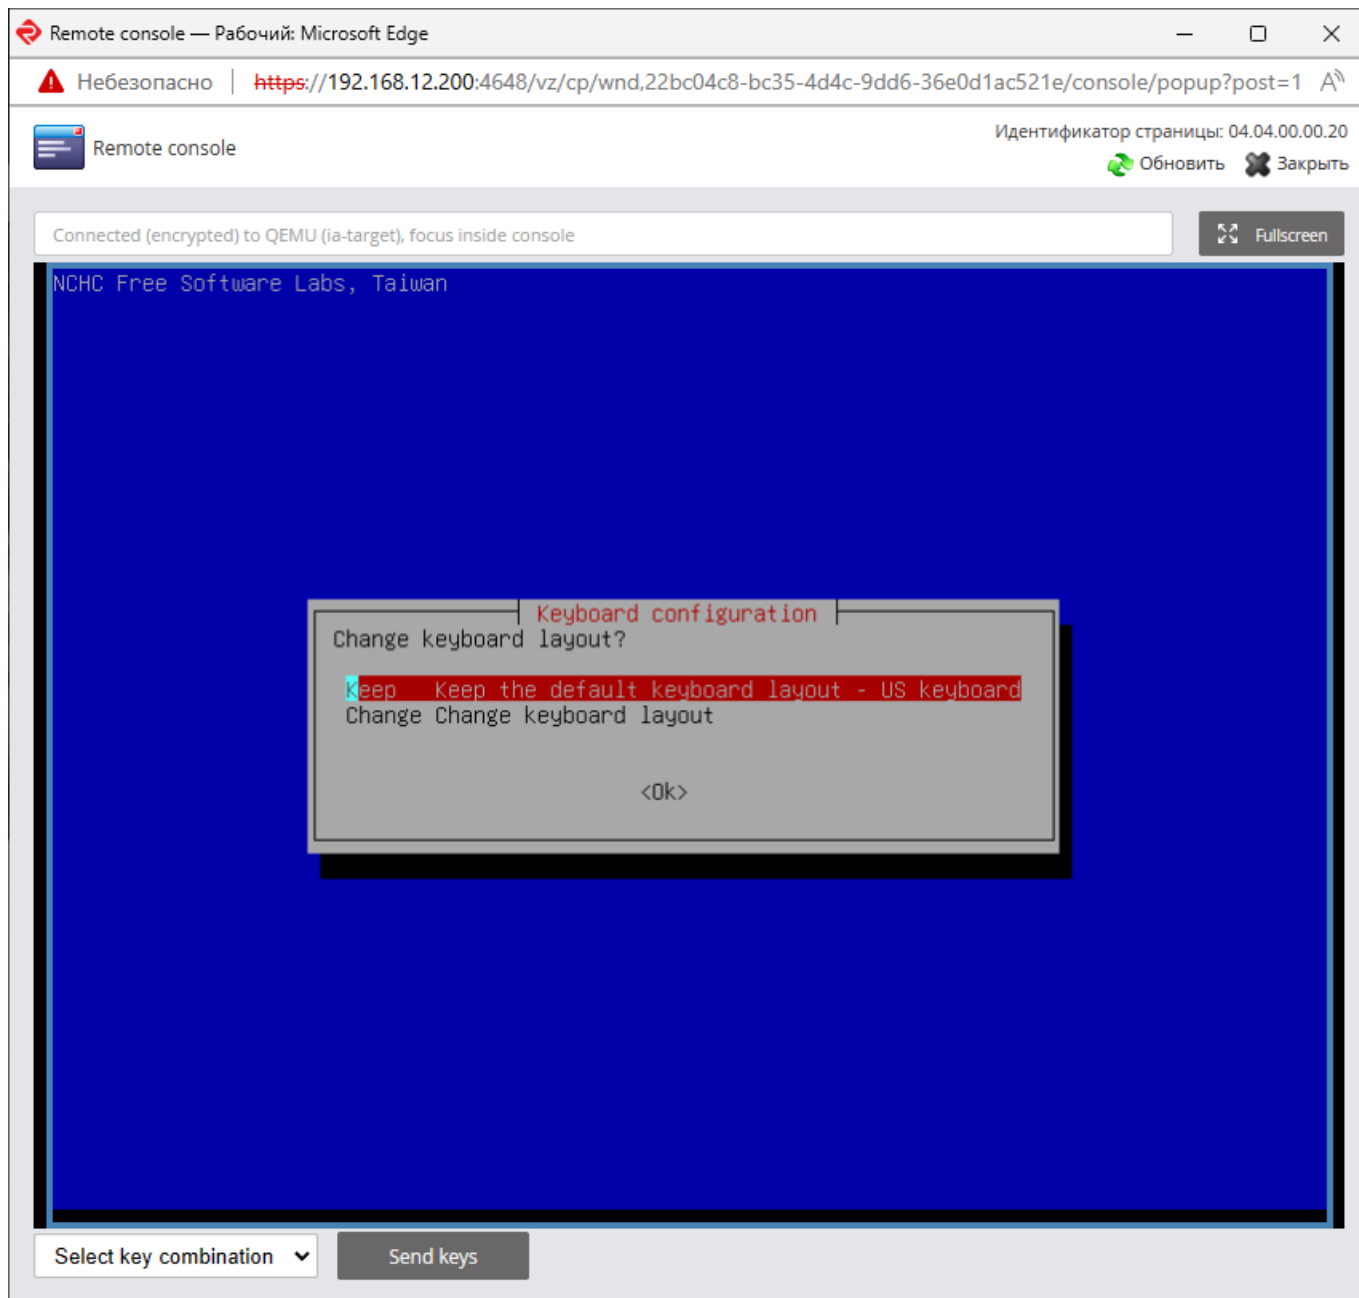 Remote console — Рабочий: Microsoft Edge
Небезопасно https://192.168.12.200:4648/vz/cp/wnd,22bc04c8-bc35-4d4c-9dd6-36e0d1ac521e/console/popup?post=1 A
Remote console
Идентификатор страницы: 04.04.00.00.20
Обновить Закрыть
Connected (encrypted) to QEMU (ia-target), focus inside console
Fullscreen
NCHC Free Software Labs, Taiwan
Keyboard configuration
Change keyboard layout?
Keep Keep the default keyboard layout - US keyboard
Change Change keyboard layout
<Ok>
Select key combination
Send keys